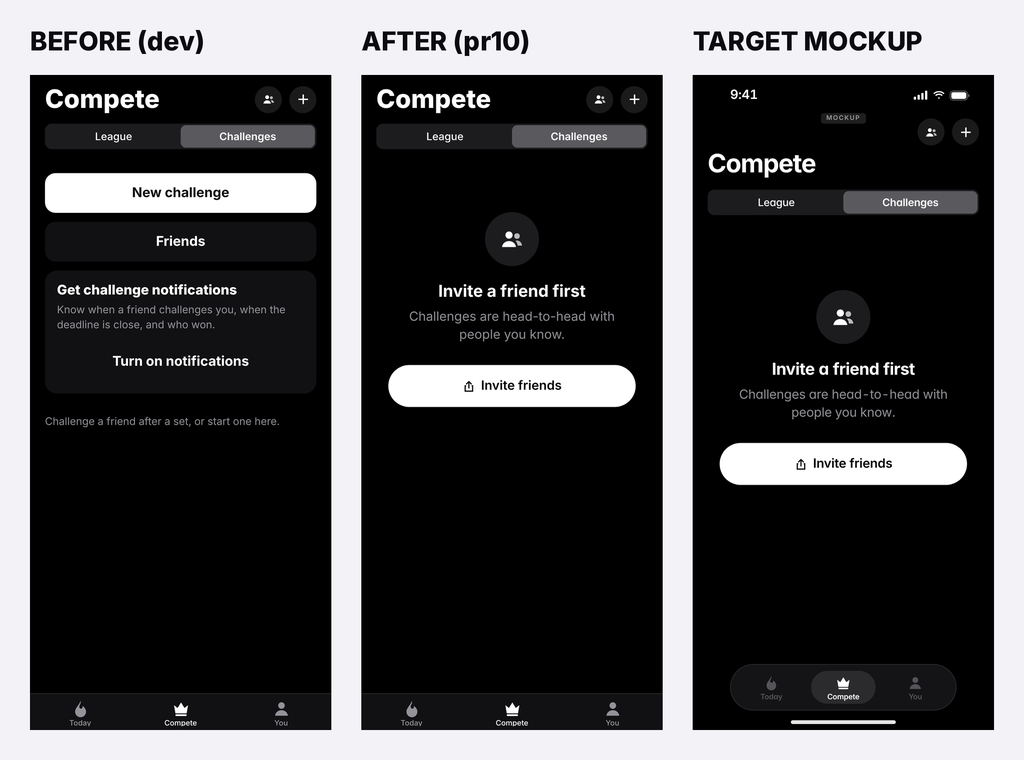 BEFORE (dev)
Compete
League
Challenges
New challenge
Friends
Get challenge notifications
Know when a friend challenges you, when the
deadline is close, and who won.
Turn on notifications
Challenge a friend after a set, or start one here.
Today
Compete
You
AFTER (pr10)
Compete
League
Challenges
Invite a friend first
Challenges are head-to-head with
people you know.
Invite friends
Today
Compete
You
TARGET MOCKUP
9:41
MOCKUP
Compete
League
Challenges
Invite a friend first
Challenges are head-to-head with
people you know.
Invite friends
Today
Compete
You